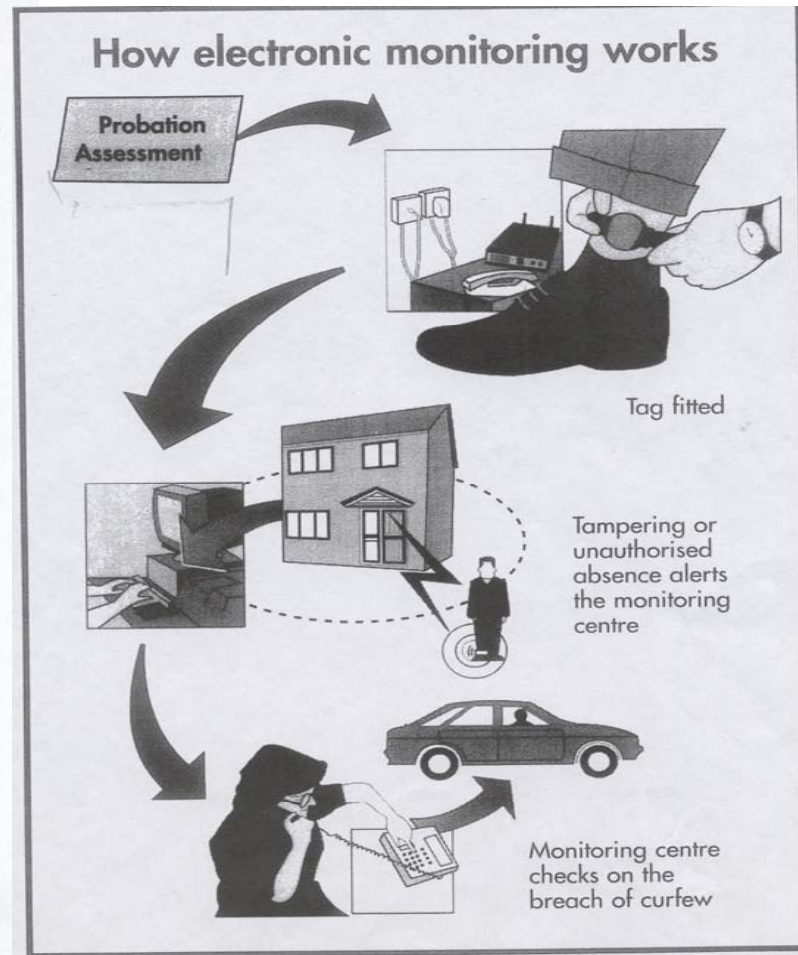 How electronic monitoring works
Probation
Assessment
Tag fitted
Tampering or
unauthorised
absence alerts
the monitoring
centre
Monitoring centre
checks on the
breach of curfew